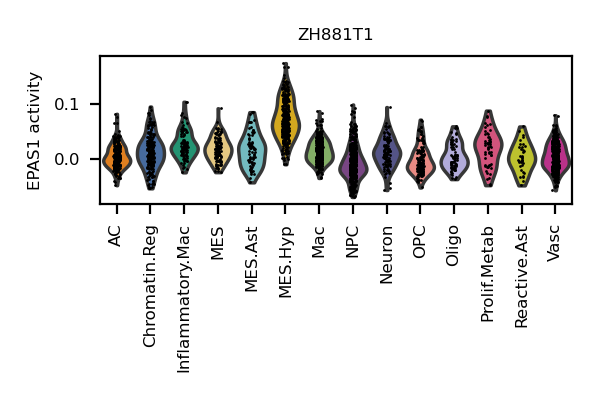 ZH881T1
EPAS1 activity
0.1
0.0
AC
Chromatin.Reg
Inflammatory.Mac
MES
MES.Ast
MES.Hyp
Mac
NPC
Neuron
OPC
Oligo
Prolif.Metab
Reactive.Ast
Vasc